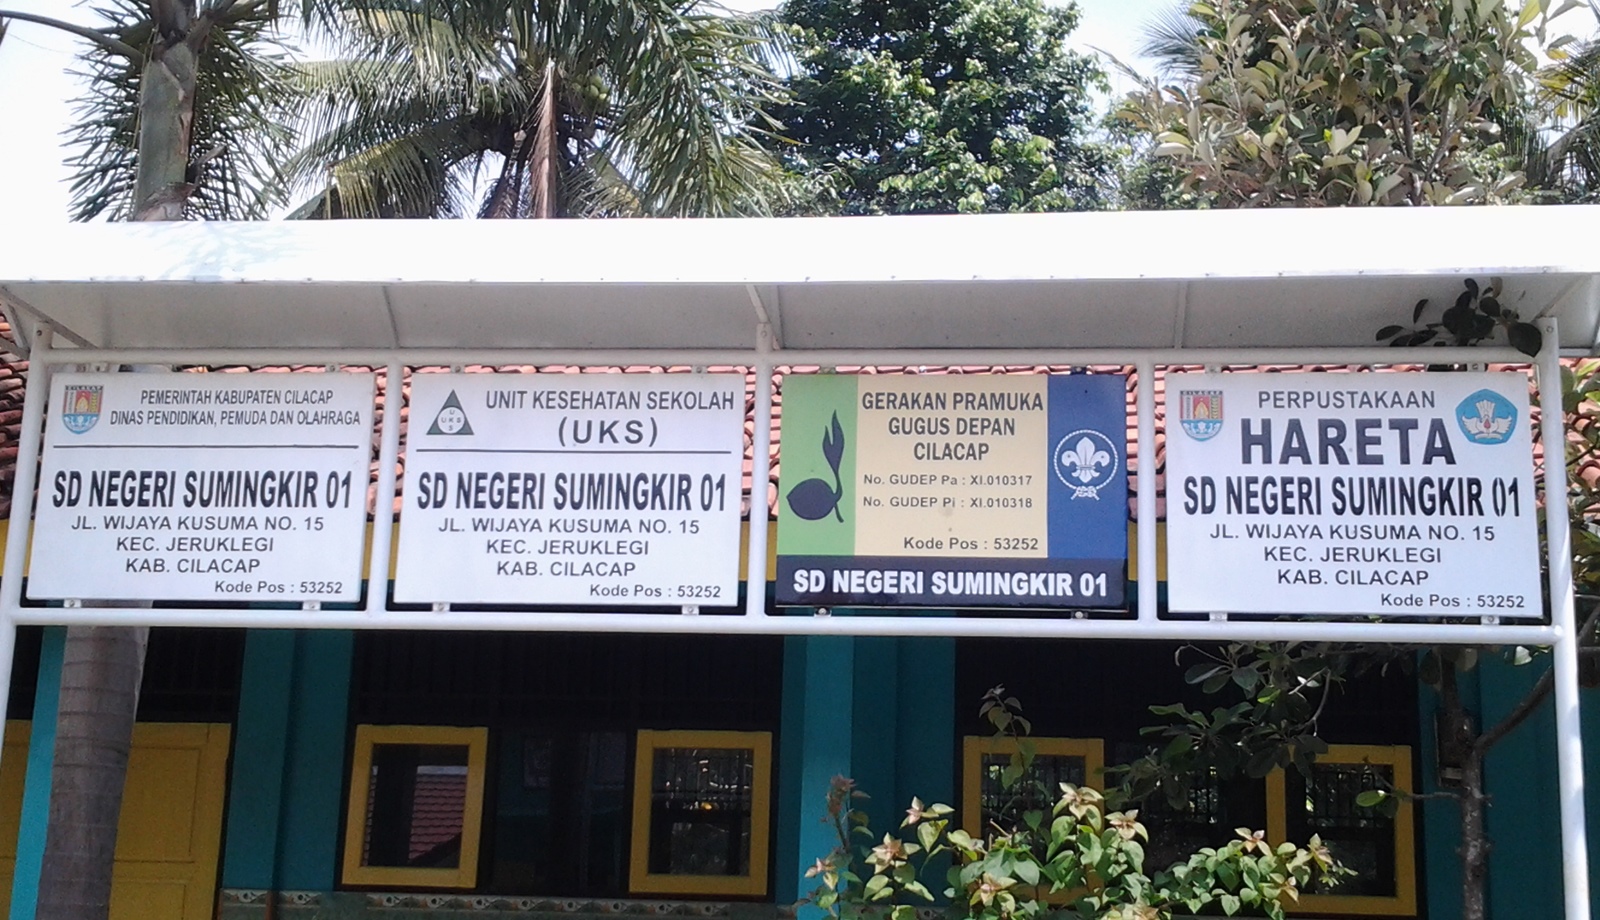 CILACAP
PEMERINTAH KABUPATEN CILACAP
DINAS PENDIDIKAN, PEMUDA DAN OLAHRAGA
SD NEGERI SUMINGKIR 01
JL. WIJAYA KUSUMA NO. 15
KEC. JERUKLEGI
KAB. CILACAP
Kode Pos : 53252
UKS
UNIT KESEHATAN SEKOLAH
(UKS)
SD NEGERI SUMINGKIR 01
JL. WIJAYA KUSUMA NO. 15
KEC. JERUKLEGI
KAB. CILACAP
Kode Pos : 53252
GERAKAN PRAMUKA
GUGUS DEPAN
CILACAP
No. GUDEP Pa : XI.010317
No. GUDEP Pi : XI.010318
Kode Pos : 53252
SD NEGERI SUMINGKIR 01
CILACAP
PERPUSTAKAAN
HARETA
SD NEGERI SUMINGKIR 01
JL. WIJAYA KUSUMA NO. 15
KEC. JERUKLEGI
KAB. CILACAP
Kode Pos : 53252